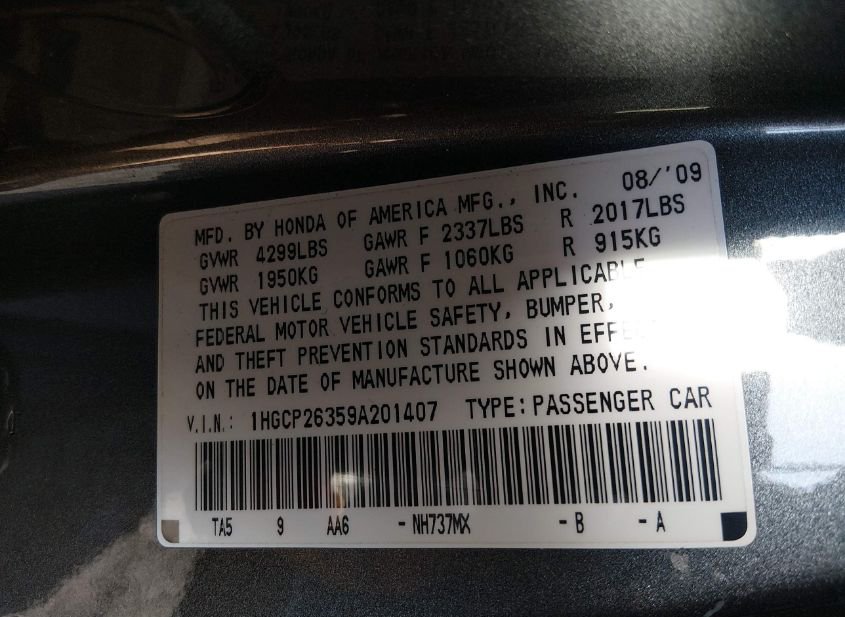 MFD. BY HONDA OF AMERICA MFG., INC. 08/'09
GVWR 4299LBS GAWR F 2337LBS R 2017LBS
GVWR 1950KG GAWR F 1060KG R 915KG
THIS VEHICLE CONFORMS TO ALL APPLICABLE
FEDERAL MOTOR VEHICLE SAFETY, BUMPER,
AND THEFT PREVENTION STANDARDS IN EFFECT
ON THE DATE OF MANUFACTURE SHOWN ABOVE.
V.I.N.: 1HGCP26359A201407 TYPE: PASSENGER CAR
TA5 9 AA6 -NH737MX -B -A